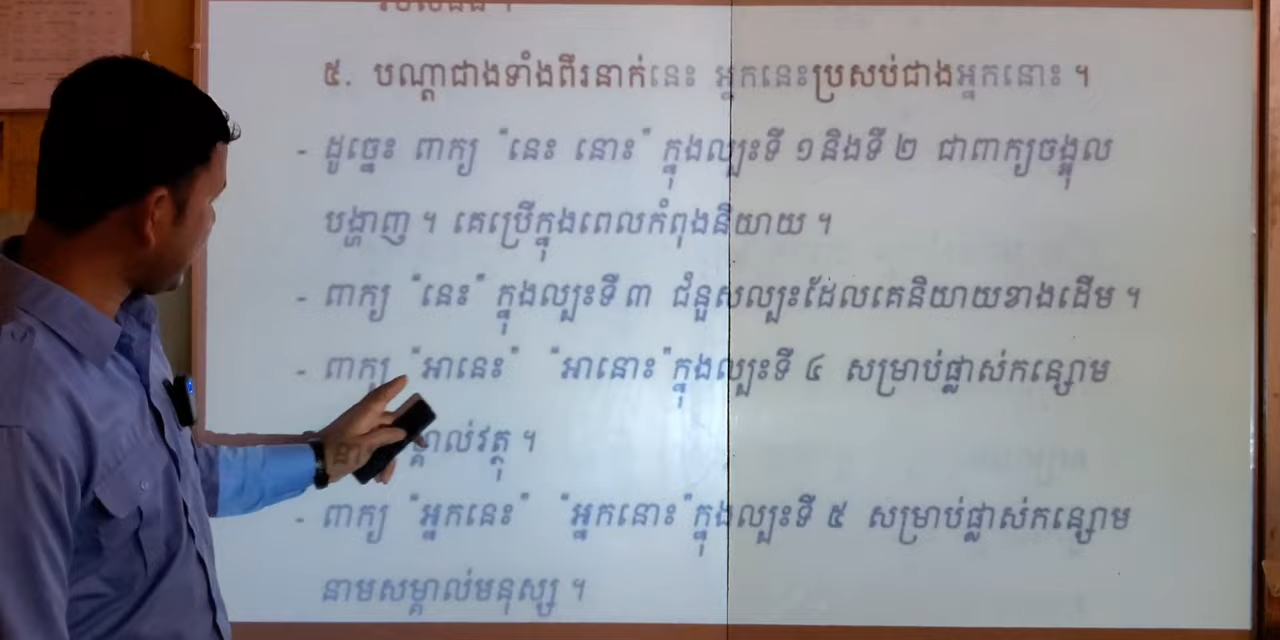 ៥. បណ្តាជាងទាំងពីរនាក់នេះ អ្នកនេះប្រសប់ជាងអ្នកនោះ ។
- ដូច្នេះ ពាក្យ "នេះ នោះ" ក្នុងល្បះទី ១និងទី ២ ជាពាក្យចង្អុល
បង្ហាញ ។ គេប្រើក្នុងពេលកំពុងនិយាយ ។
- ពាក្យ "នេះ" ក្នុងល្បះទី ៣ ជំនួសល្បះដែលគេនិយាយខាងដើម ។
- ពាក្យ "អានេះ" "អានោះ"ក្នុងល្បះទី ៤ សម្រាប់ផ្លាស់កន្សោម
វត្ថុ ។
- ពាក្យ "អ្នកនេះ" "អ្នកនោះ"ក្នុងល្បះទី ៥ សម្រាប់ផ្លាស់កន្សោម
នាមសម្គាល់មនុស្ស ។